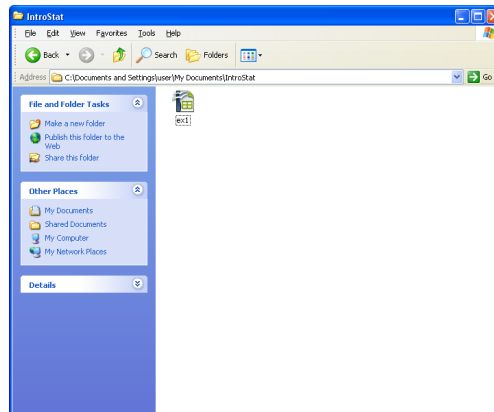 IntroStat
File Edit View Favorites Tools Help
Back Search Folders
Address C:\Documents and Settings\user\My Documents\IntroStat Go
File and Folder Tasks
Make a new folder
Publish this folder to the
Web
Share this folder
ex1
Other Places
My Documents
Shared Documents
My Computer
My Network Places
Details